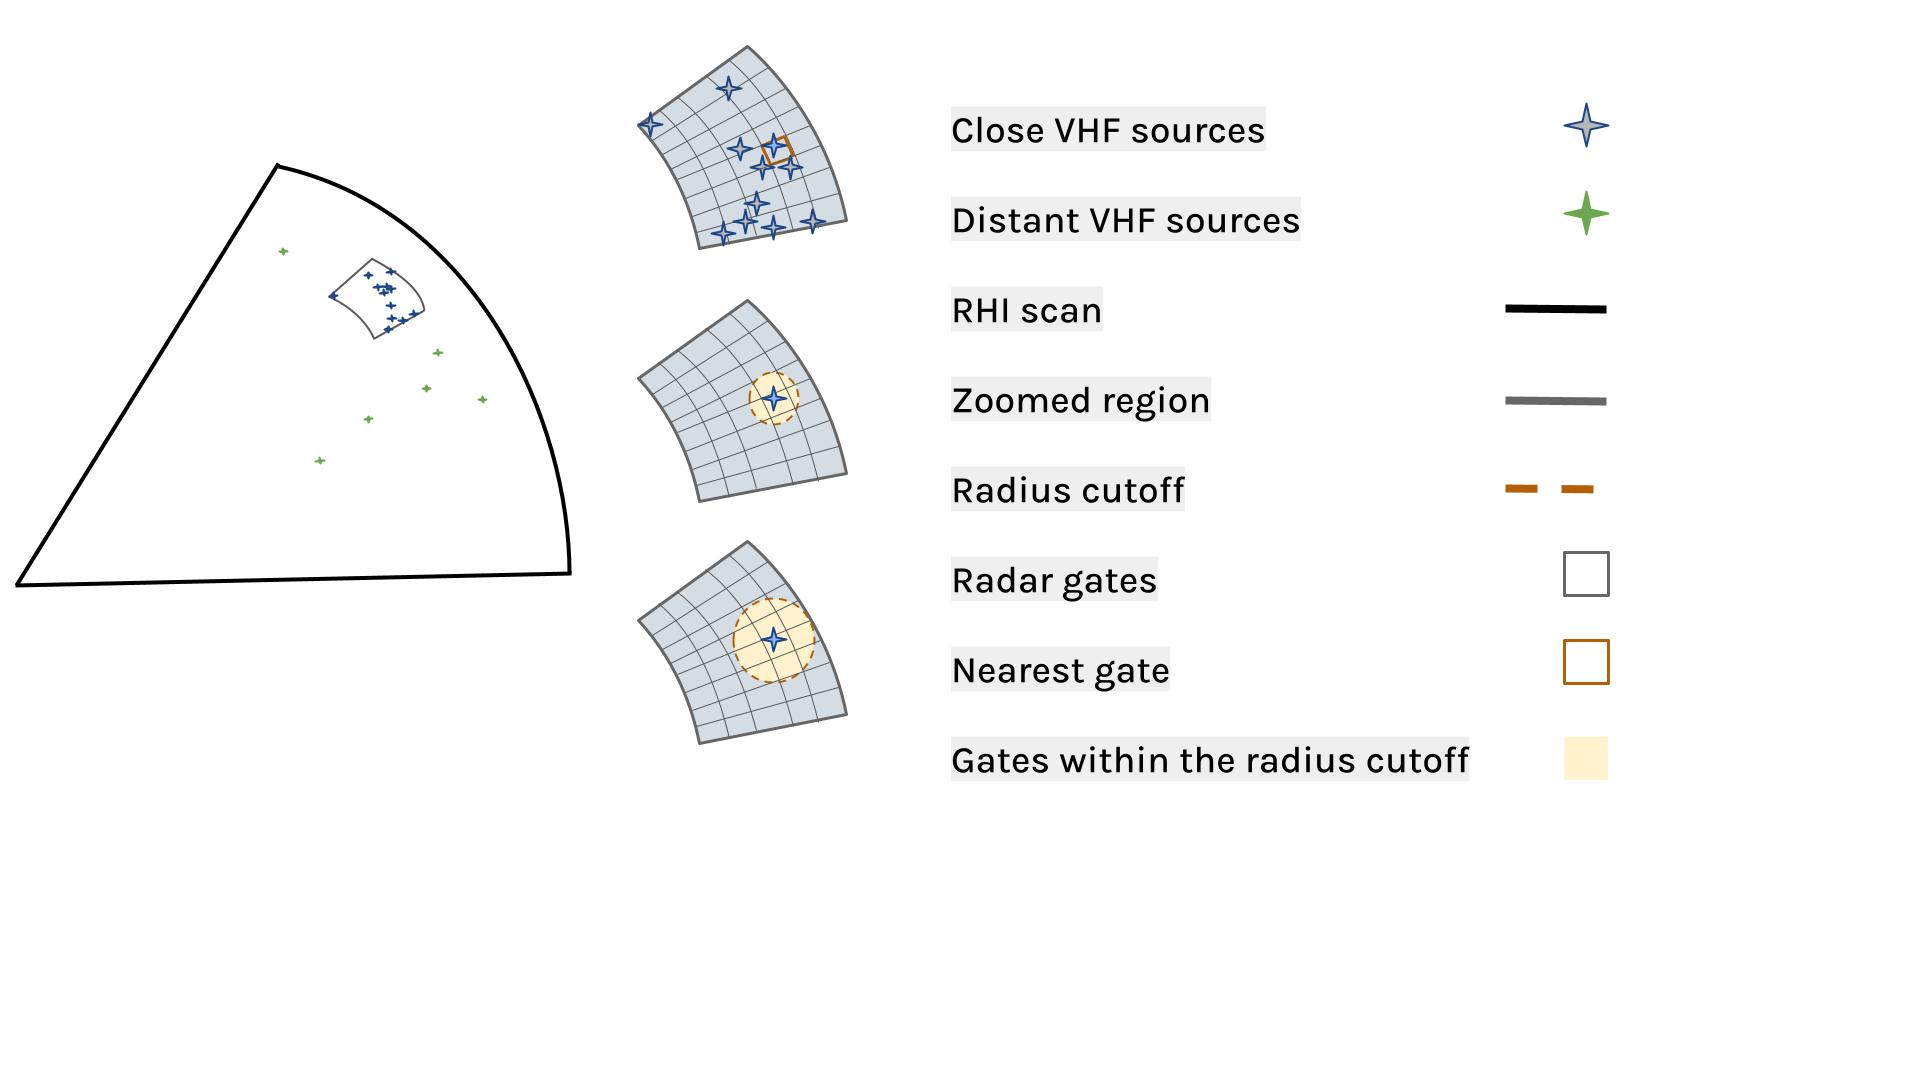 Close VHF sources
Distant VHF sources
RHI scan
Zoomed region
Radius cutoff
Radar gates
Nearest gate
Gates within the radius cutoff